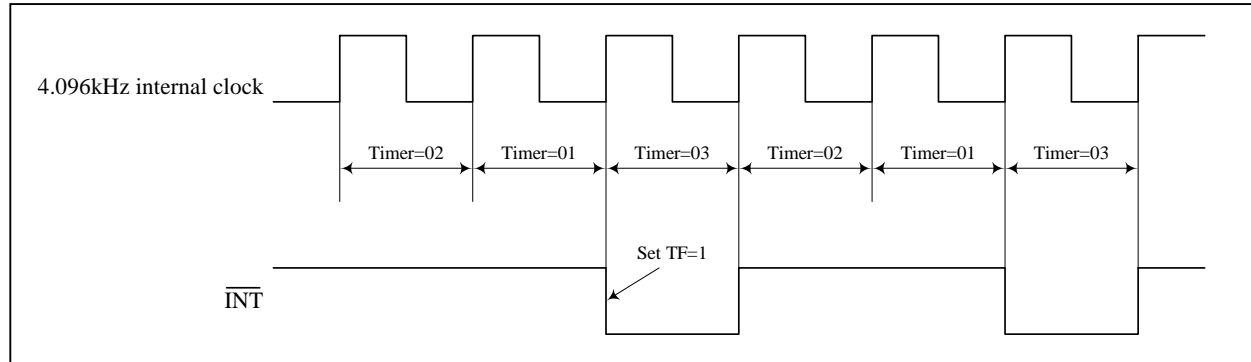 4.096kHz internal clock
Timer=02 Timer=01 Timer=03 Timer=02 Timer=01 Timer=03
Set TF=1
INT